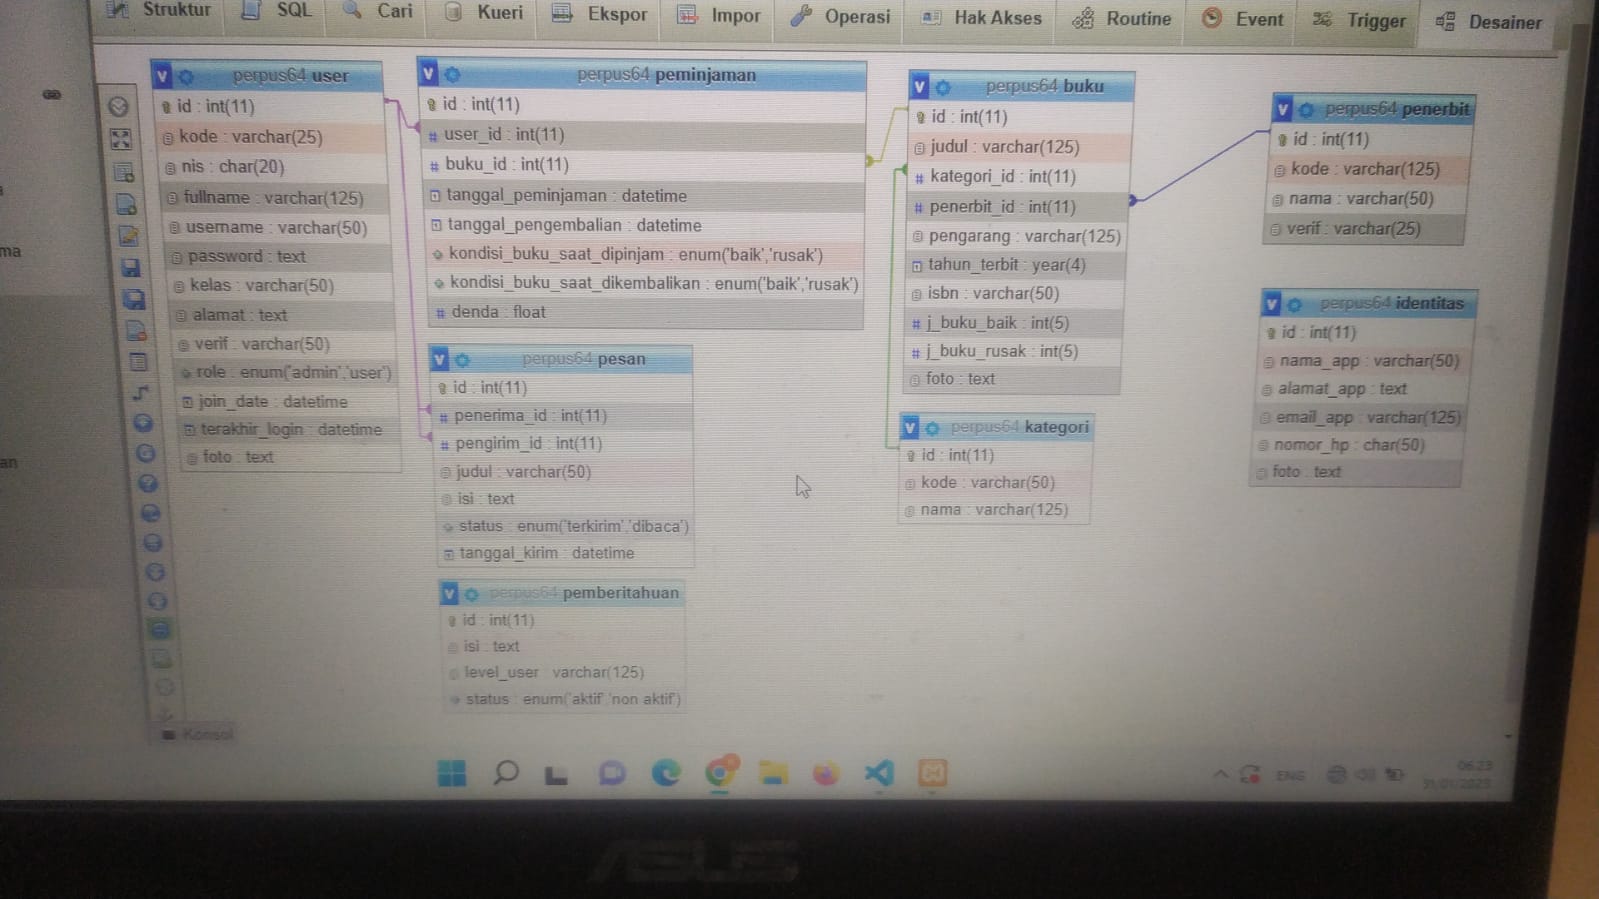 Struktur
SQL
Cari
Kueri
Ekspor
Impor
Operasi
Hak Akses
Routine
Event
Trigger
Desainer
perpus64 user
id : int(11)
kode : varchar(25)
nis : char(20)
fullname : varchar(125)
username : varchar(50)
password : text
kelas : varchar(50)
alamat : text
verif : varchar(50)
role : enum('admin','user')
join_date : datetime
terakhir_login : datetime
foto : text
perpus64 peminjaman
id : int(11)
user_id : int(11)
buku_id : int(11)
tanggal_peminjaman : datetime
tanggal_pengembalian : datetime
kondisi_buku_saat_dipinjam : enum('baik','rusak')
kondisi_buku_saat_dikembalikan : enum('baik','rusak')
denda : float
perpus64 pesan
id : int(11)
penerima_id : int(11)
pengirim_id : int(11)
judul : varchar(50)
isi : text
status : enum('terkirim','dibaca')
tanggal_kirim : datetime
perpus64 pemberitahuan
id : int(11)
isi : text
level_user : varchar(125)
status : enum('aktif','non aktif')
perpus64 buku
id : int(11)
judul : varchar(125)
kategori_id : int(11)
penerbit_id : int(11)
pengarang : varchar(125)
tahun_terbit : year(4)
isbn : varchar(50)
j_buku_baik : int(5)
j_buku_rusak : int(5)
foto : text
perpus64 kategori
id : int(11)
kode : varchar(50)
nama : varchar(125)
perpus64 penerbit
id : int(11)
kode : varchar(125)
nama : varchar(50)
verif : varchar(25)
perpus64 identitas
id : int(11)
nama_app : varchar(50)
alamat_app : text
email_app : varchar(125)
nomor_hp : char(50)
foto : text
ma
an
Konsol
ENG
06.23
ASUS